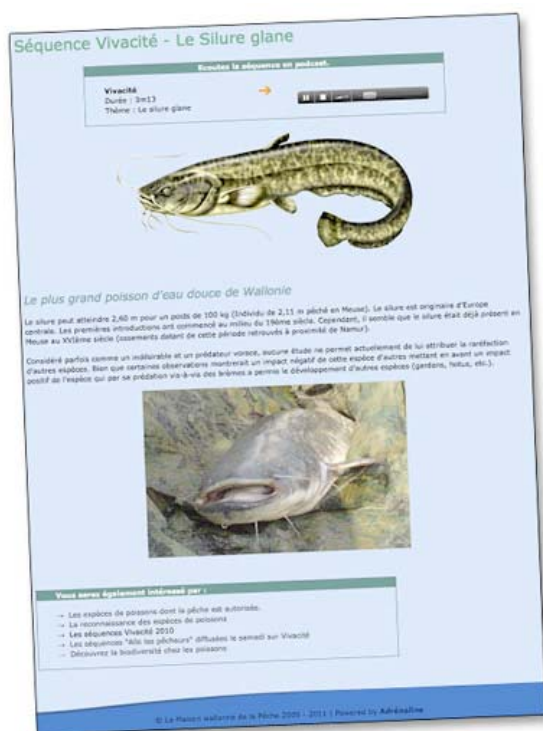 Séquence Vivacité - Le Silure glane
Ecoutez la séquence en podcast.
Vivacité
Durée : 3m13
Thème : Le silure glane
Le plus grand poisson d'eau douce de Wallonie
Le silure peut atteindre 2,60 m pour un poids de 100 kg (Individu de 2,11 m pêché en Meuse). Le silure est originaire d'Europe
centrale. Les premières introductions ont commencé au milieu du 19ème siècle. Cependant, il semble que le silure était déjà présent en
Meuse au XVIème siècle (ossements datant de cette période retrouvés à proximité de Namur).
Considéré parfois comme un indésirable et un prédateur vorace, aucune étude ne permet actuellement de lui attribuer la raréfaction
d'autres espèces. Bien que certaines observations montrerait un impact négatif de cette espèce d'autres mettent en avant un impact
positif de l'espèce qui par sa prédation vis-à-vis des brèmes a permis le développement d'autres espèces (gardons, hotus, etc.).
Vous serez également intéressé par :
→ Les espèces de poissons dont la pêche est autorisée.
→ La reconnaissance des espèces de poissons
→ Les séquences Vivacité 2010
→ Les séquences "Allo les pêcheurs" diffusées le samedi sur Vivacité
→ Découvrez la biodiversité chez les poissons
© La Maison wallonne de la Pêche 2009 - 2011 | Powered by Adrénaline